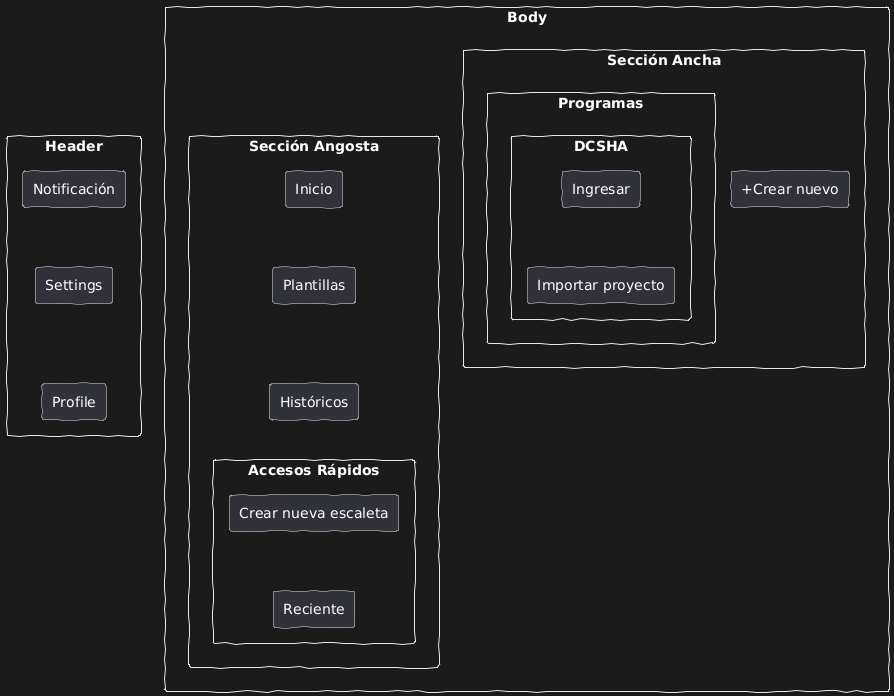 Body
Sección Ancha
Programas
Header
Sección Angosta
DCSHA
Notificación
Inicio
Ingresar
+Crear nuevo
Settings
Plantillas
Importar proyecto
Profile
Históricos
Accesos Rápidos
Crear nueva escaleta
Reciente